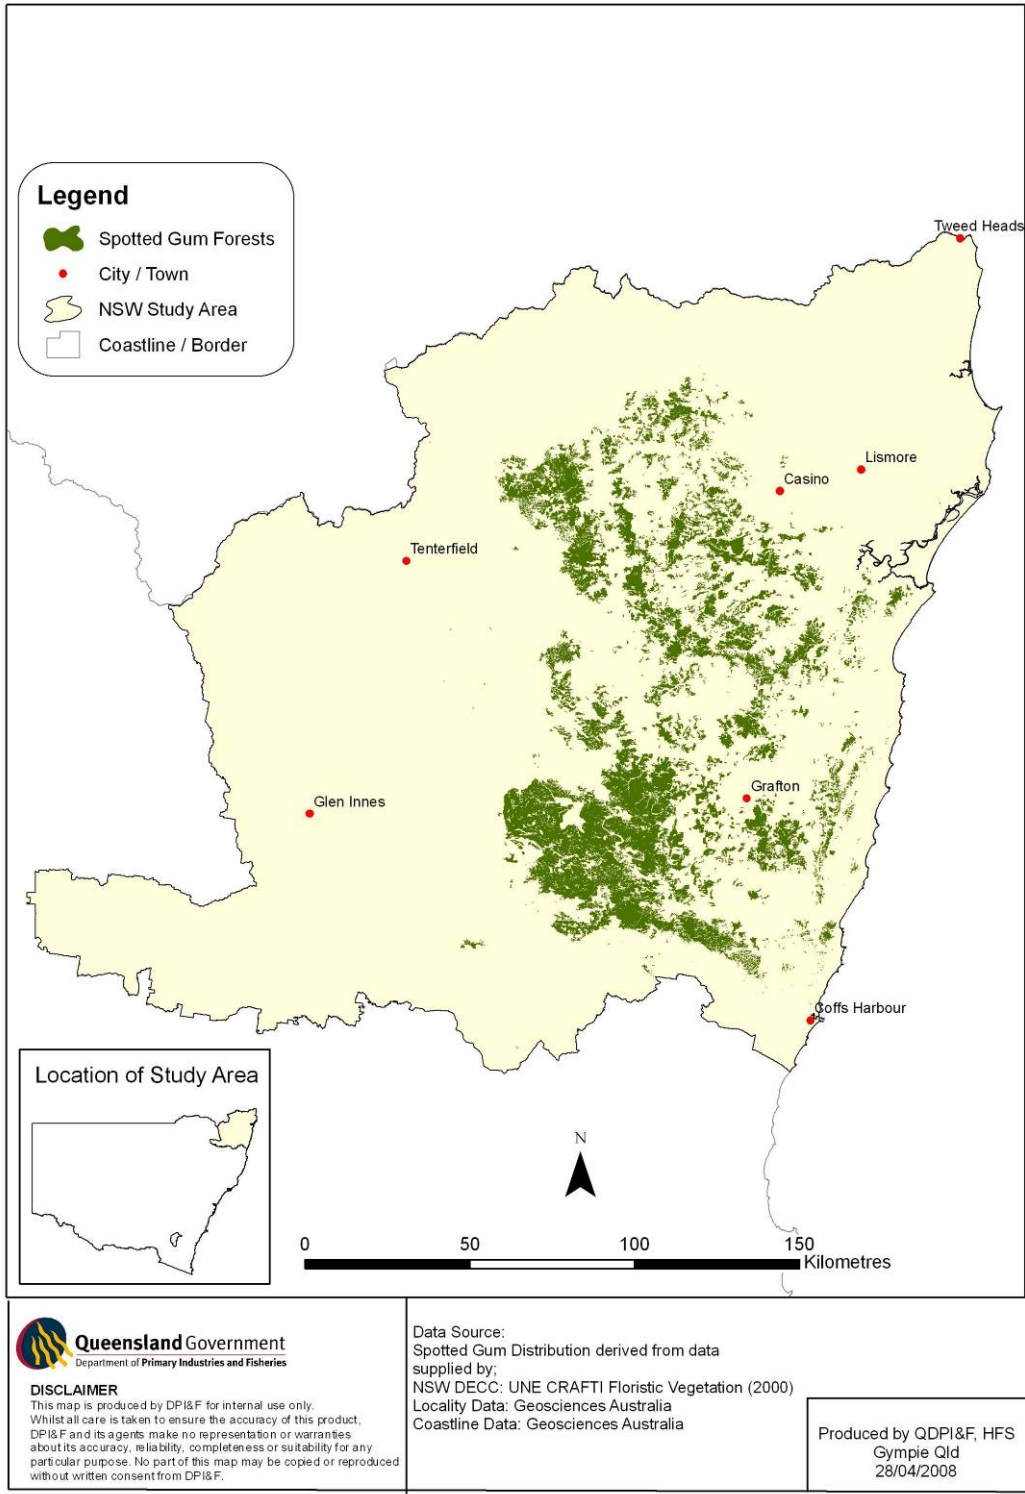 Legend
Spotted Gum Forests
City / Town
NSW Study Area
Coastline / Border
Tweed Heads
Lismore
Casino
Tenterfield
Grafton
Glen Innes
Coffs Harbour
Location of Study Area
N
0 50 100 150
Kilometres
Queensland Government
Department of Primary Industries and Fisheries
DISCLAIMER
This map is produced by DPI&F for internal use only.
Whilst all care is taken to ensure the accuracy of this product,
DPI&F and its agents make no representation or warranties
about its accuracy, reliability, completeness or suitability for any
particular purpose. No part of this map may be copied or reproduced
without written consent from DPI&F.
Data Source:
Spotted Gum Distribution derived from data
supplied by;
NSW DECC: UNE CRAFTI Floristic Vegetation (2000)
Locality Data: Geosciences Australia
Coastline Data: Geosciences Australia
Produced by QDPI&F, HFS
Gympie Qld
28/04/2008